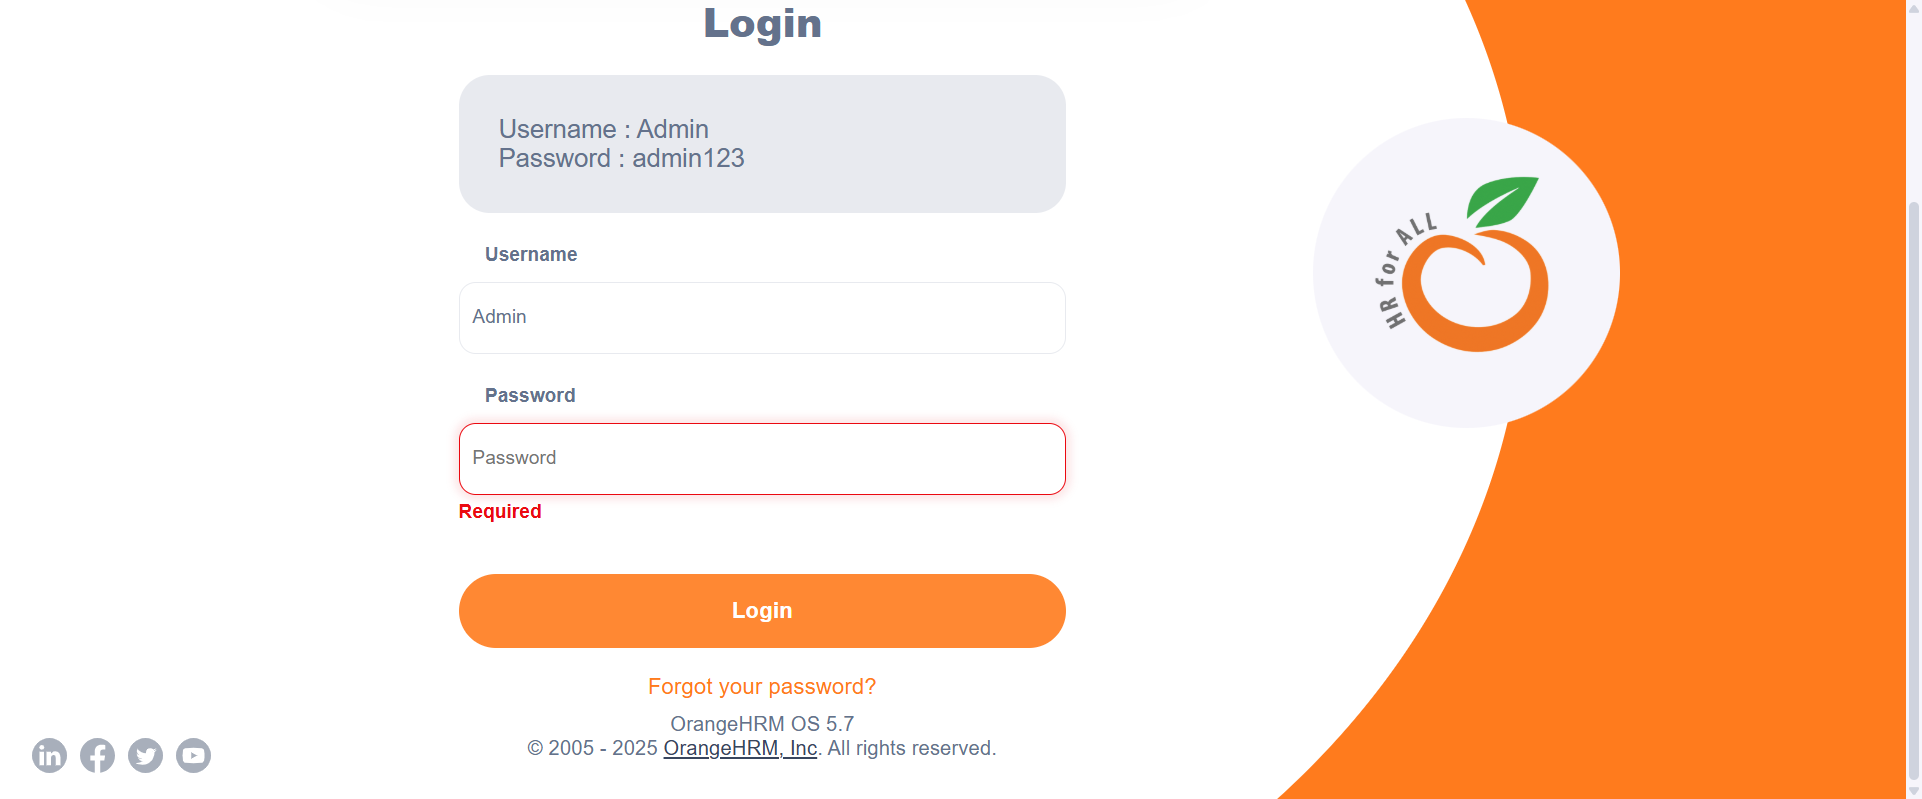 Login
Username : Admin
Password : admin123
Username
Admin
Password
Password
Required
Login
Forgot your password?
OrangeHRM OS 5.7
© 2005 - 2025 OrangeHRM, Inc. All rights reserved.
HR for ALL